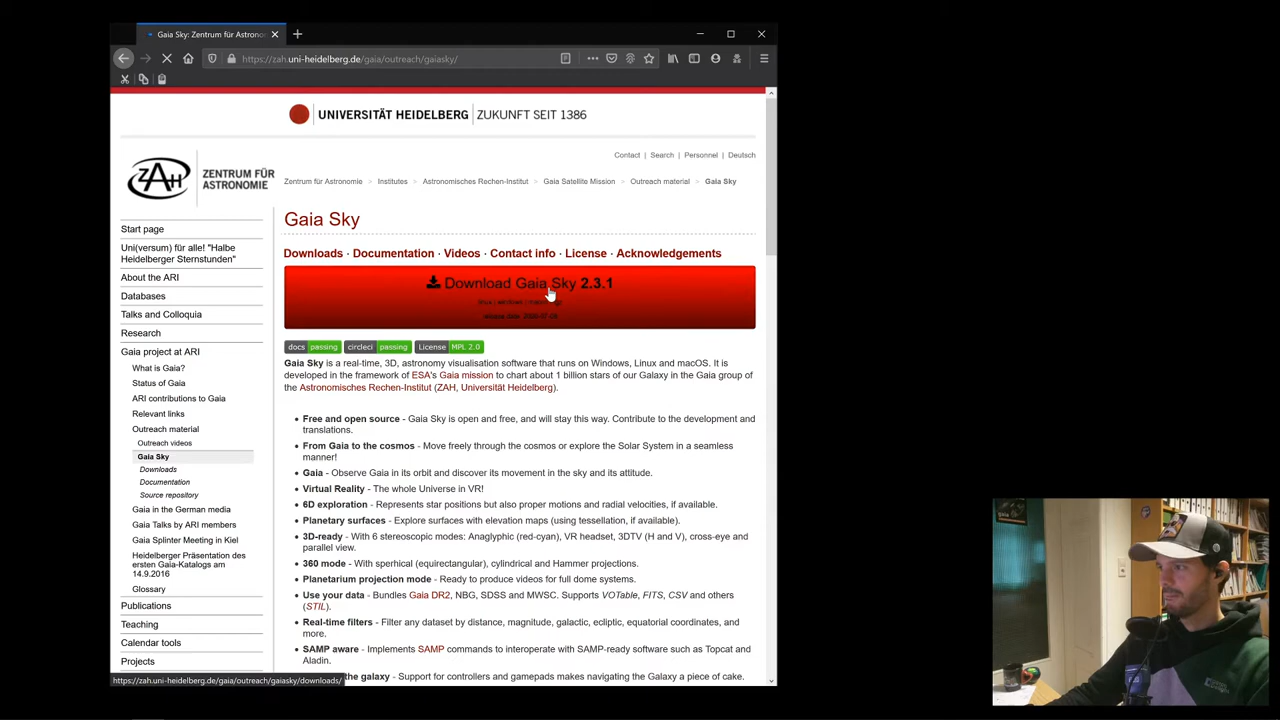 Gaia Sky: Zentrum für Astrono
https://zah.uni-heidelberg.de/gaia/outreach/gaiasky/
UNIVERSITÄT HEIDELBERG | ZUKUNFT SEIT 1386
Contact | Search | Personnel | Deutsch
ZAH ZENTRUM FÜR
ASTRONOMIE
Zentrum für Astronomie > Institutes > Astronomisches Rechen-Institut > Gaia Satellite Mission > Outreach material > Gaia Sky
Start page
Uni(versum) für alle! "Halbe
Heidelberger Sternstunden"
About the ARI
Databases
Talks and Colloquia
Research
Gaia project at ARI
What is Gaia?
Status of Gaia
ARI contributions to Gaia
Relevant links
Outreach material
Outreach videos
Gaia Sky
Downloads
Documentation
Source repository
Gaia in the German media
Gaia Talks by ARI members
Gaia Splinter Meeting in Kiel
Heidelberger Präsentation des
ersten Gaia-Katalogs am
14.9.2016
Glossary
Publications
Teaching
Calendar tools
Projects
Gaia Sky
Downloads · Documentation · Videos · Contact info · License · Acknowledgements
Download Gaia Sky 2.3.1
docs passing circleci passing License MPL 2.0
Gaia Sky is a real-time, 3D, astronomy visualisation software that runs on Windows, Linux and macOS. It is
developed in the framework of ESA's Gaia mission to chart about 1 billion stars of our Galaxy in the Gaia group of
the Astronomisches Rechen-Institut (ZAH, Universität Heidelberg).
• Free and open source - Gaia Sky is open and free, and will stay this way. Contribute to the development and
translations.
• From Gaia to the cosmos - Move freely through the cosmos or explore the Solar System in a seamless
manner!
• Gaia - Observe Gaia in its orbit and discover its movement in the sky and its attitude.
• Virtual Reality - The whole Universe in VR!
• 6D exploration - Represents star positions but also proper motions and radial velocities, if available.
• Planetary surfaces - Explore surfaces with elevation maps (using tessellation, if available).
• 3D-ready - With 6 stereoscopic modes: Anaglyphic (red-cyan), VR headset, 3DTV (H and V), cross-eye and
parallel view.
• 360 mode - With sperhical (equirectangular), cylindrical and Hammer projections.
• Planetarium projection mode - Ready to produce videos for full dome systems.
• Use your data - Bundles Gaia DR2, NBG, SDSS and MWSC. Supports VOTable, FITS, CSV and others
(STIL).
• Real-time filters - Filter any dataset by distance, magnitude, galactic, ecliptic, equatorial coordinates, and
more.
• SAMP aware - Implements SAMP commands to interoperate with SAMP-ready software such as Topcat and
Aladin.
the galaxy - Support for controllers and gamepads makes navigating the Galaxy a piece of cake.
https://zah.uni-heidelberg.de/gaia/outreach/gaiasky/downloads/